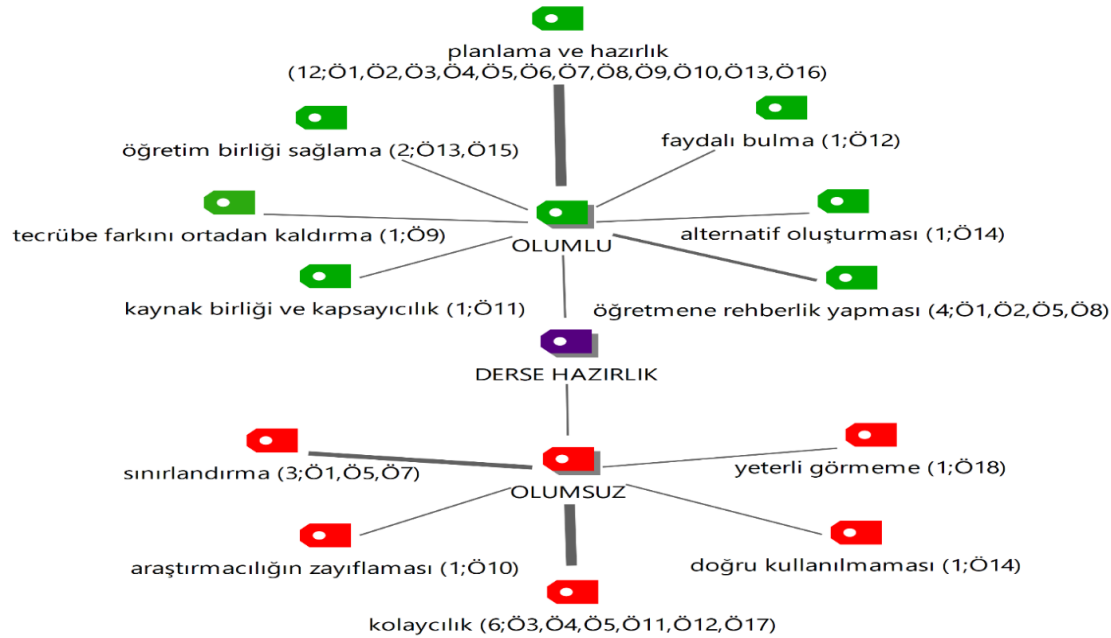 planlama ve hazırlık
(12;Ö1,Ö2,Ö3,Ö4,Ö5,Ö6,Ö7,Ö8,Ö9,Ö10,Ö13,Ö16)
öğretim birliği sağlama (2;Ö13,Ö15)
faydalı bulma (1;Ö12)
tecrübe farkını ortadan kaldırma (1;Ö9)
OLUMLU
alternatif oluşturması (1;Ö14)
kaynak birliği ve kapsayıcılık (1;Ö11)
öğretmene rehberlik yapması (4;Ö1,Ö2,Ö5,Ö8)
DERSE HAZIRLIK
sınırlandırma (3;Ö1,Ö5,Ö7)
yeterli görmeme (1;Ö18)
OLUMSUZ
araştırmacılığın zayıflaması (1;Ö10)
doğru kullanılmaması (1;Ö14)
kolaycılık (6;Ö3,Ö4,Ö5,Ö11,Ö12,Ö17)